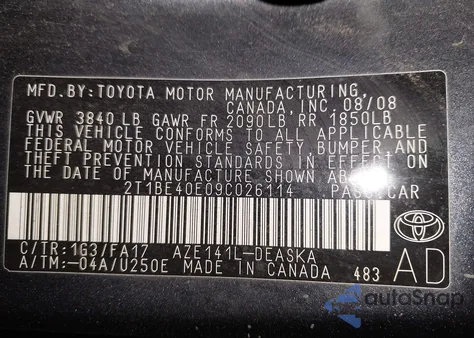 MFD.BY:TOYOTA MOTOR MANUFACTURING,
CANADA,INC.08/08
GVWR 3840 LB GAWR FR 2090LB RR 1850LB
THIS VEHICLE CONFORMS TO ALL APPLICABLE
FEDERAL MOTOR VEHICLE SAFETY, BUMPER, AND
THEFT PREVENTION STANDARDS IN EFFECT ON
THE DATE OF MANUFACTURE SHOWN
2T1BE40E09C026114 CAR
C/TR:1G3/FA17 AZE141L-DEASKA
A/TM:-04A/U250E MADE IN CANADA 483
TOYOTA
AD
autoSnap